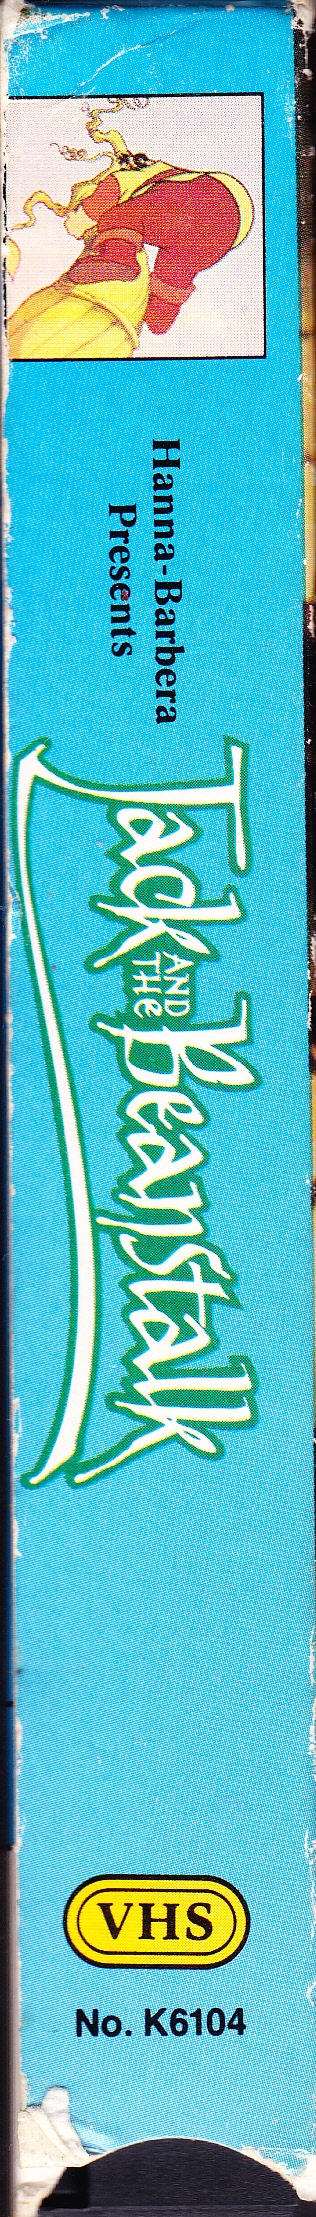 Hanna-Barbera
Presents
Jack AND THE Beanstalk
VHS
No. K6104